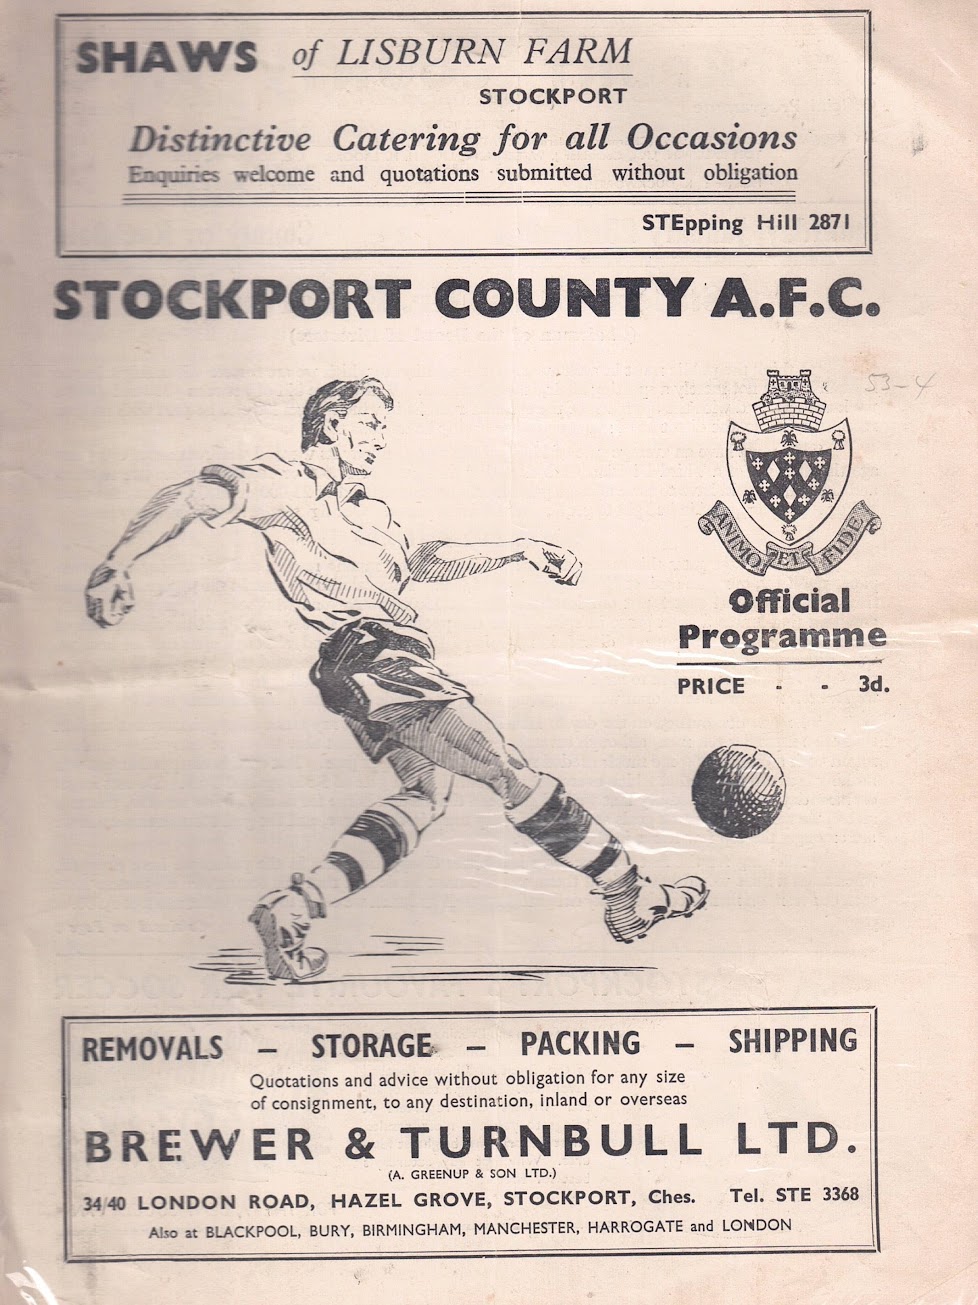 SHAWS of LISBURN FARM
STOCKPORT
Distinctive Catering for all Occasions
Enquiries welcome and quotations submitted without obligation
STEpping Hill 2871
STOCKPORT COUNTY A.F.C.
53-4
ANIMO ET FIDE
Official
Programme
PRICE - - 3d.
REMOVALS — STORAGE — PACKING — SHIPPING
Quotations and advice without obligation for any size
of consignment, to any destination, inland or overseas
BREWER & TURNBULL LTD.
(A. GREENUP & SON LTD.)
34/40 LONDON ROAD, HAZEL GROVE, STOCKPORT, Ches. Tel. STE 3368
Also at BLACKPOOL, BURY, BIRMINGHAM, MANCHESTER, HARROGATE and LONDON